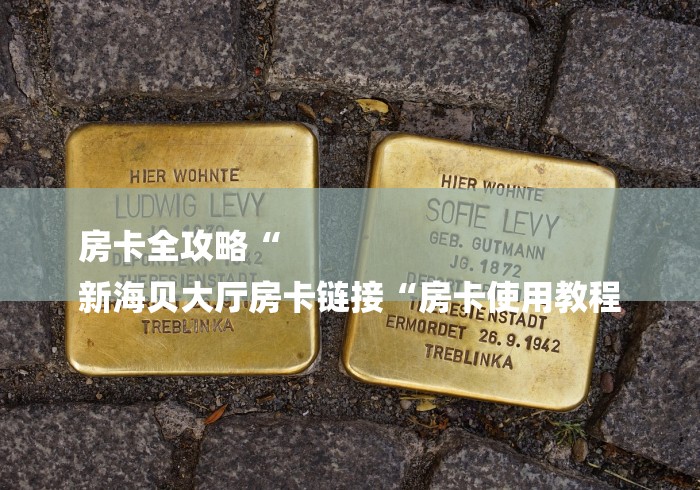 HIER WOHNTE
LUDWIG LEVY
THERESIENSTADT
TREBLINKA
HIER WOHNTE
SOFIE LEVY
GEB. GUTMANN
JG. 1872
THERESIENSTADT
ERMORDET 26.9.1942
TREBLINKA
房卡全攻略“
新海贝大厅房卡链接“房卡使用教程